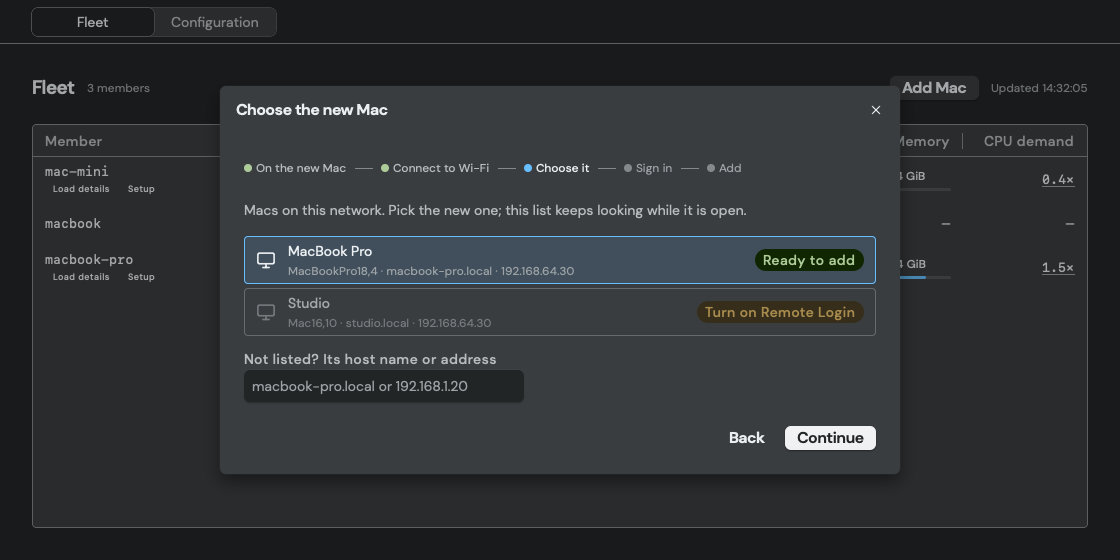 Fleet
Configuration
Fleet
3 members
Add Mac
Updated 14:32:05
Member
Memory
CPU demand
mac-mini
Load details
Setup
GiB
0.4×
macbook
—
—
macbook-pro
Load details
Setup
GiB
1.5×
Choose the new Mac
×
On the new Mac
Connect to Wi-Fi
Choose it
Sign in
Add
Macs on this network. Pick the new one; this list keeps looking while it is open.
MacBook Pro
MacBookPro18,4 · macbook-pro.local · 192.168.64.30
Ready to add
Studio
Mac16,10 · studio.local · 192.168.64.30
Turn on Remote Login
Not listed? Its host name or address
macbook-pro.local or 192.168.1.20
Back
Continue